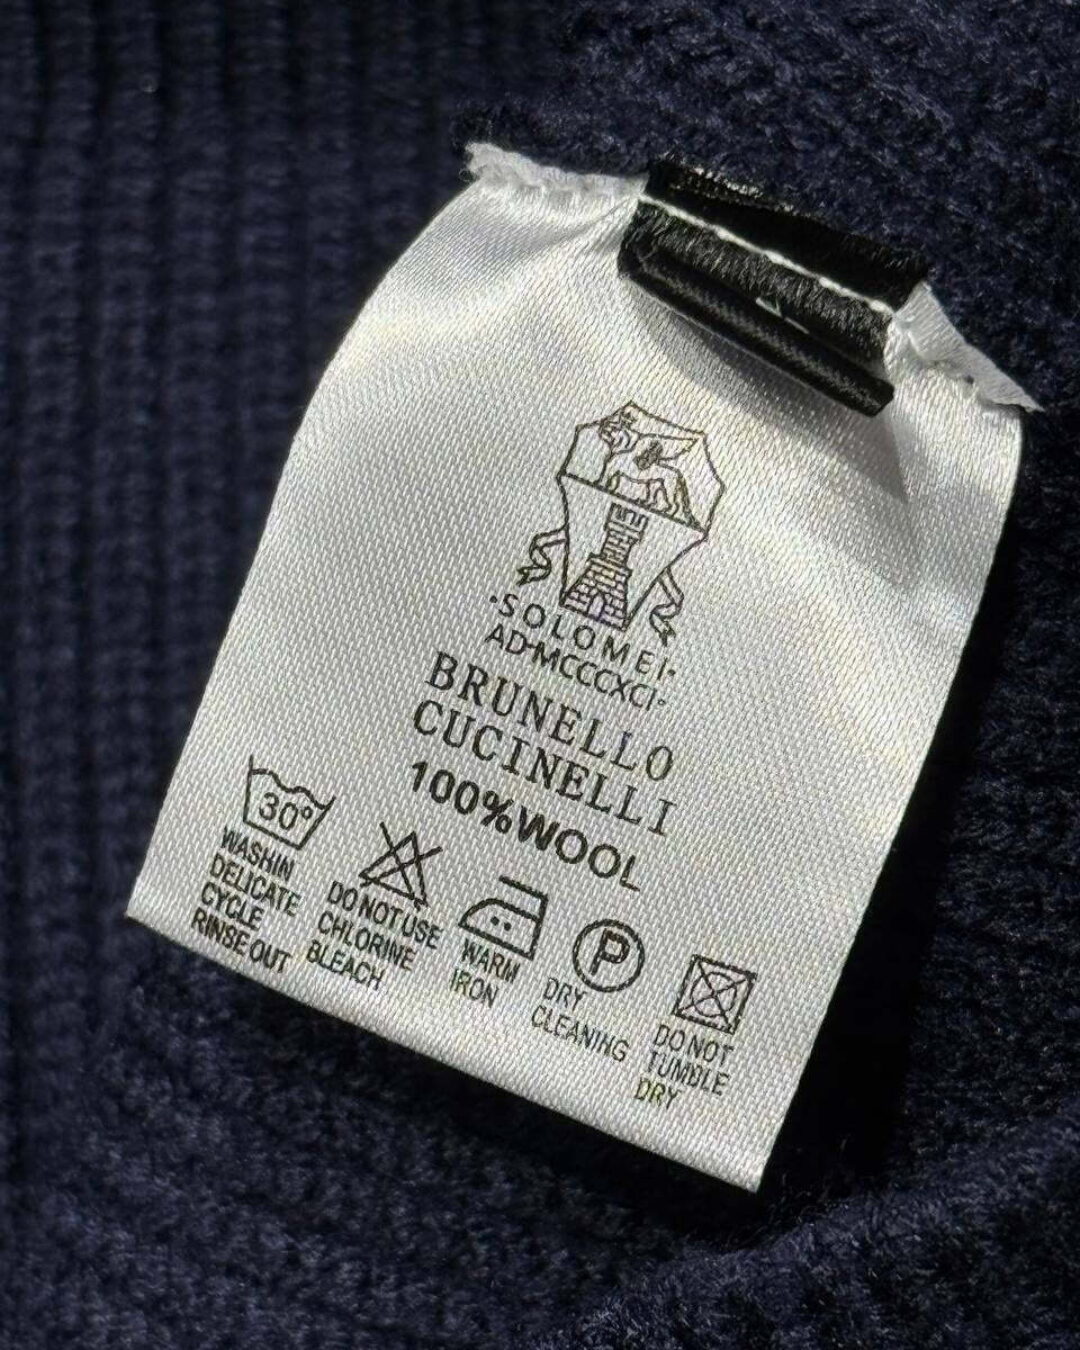 ·SOLOMEI·
AD·MCCCXCI·
BRUNELLO
CUCINELLI
100%WOOL
30°
WASHIN
DELICATE
CYCLE
RINSE OUT
DO NOT USE
CHLORINE
BLEACH
WARM
IRON
P
DRY
CLEANING
DO NOT
TUMDLE
DRY